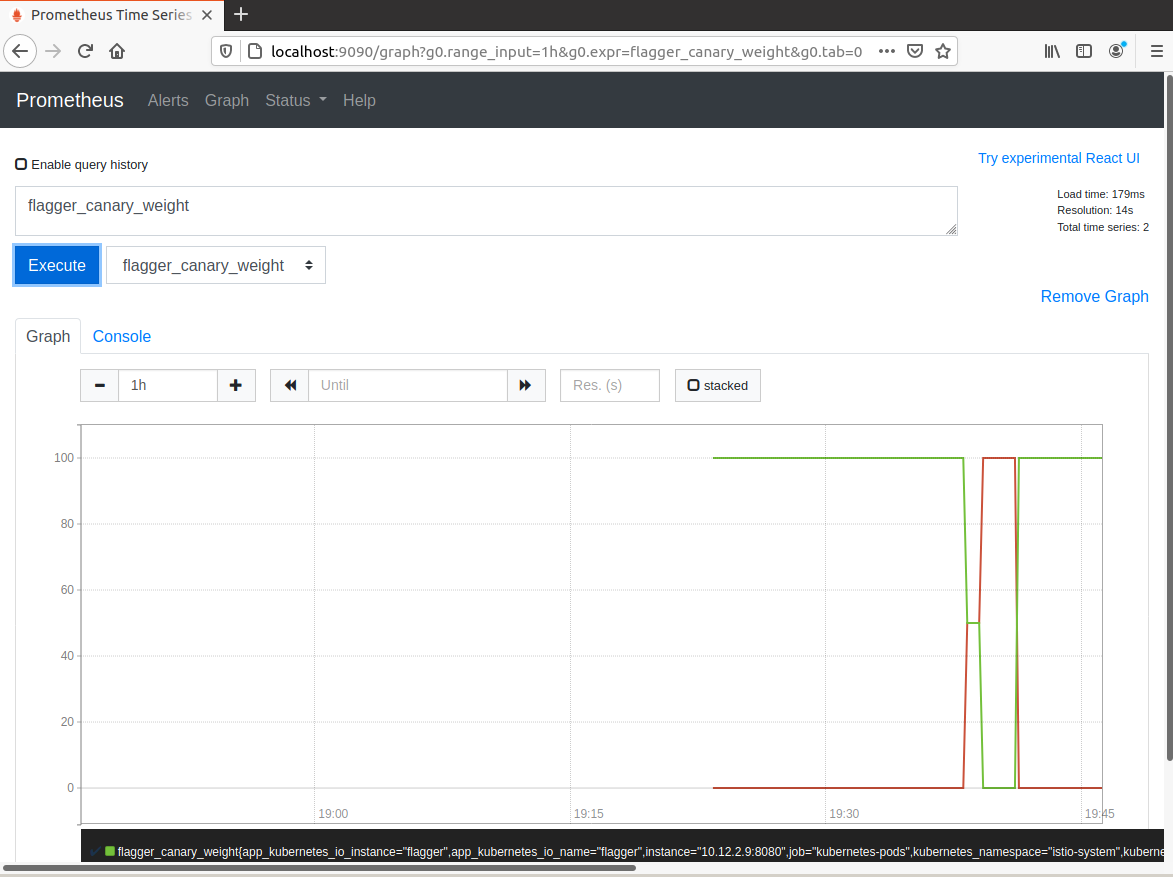 Prometheus Time Series
localhost:9090/graph?g0.range_input=1h&g0.expr=flagger_canary_weight&g0.tab=0
Prometheus Alerts Graph Status Help
Enable query history
Try experimental React UI
flagger_canary_weight
Load time: 179ms
Resolution: 14s
Total time series: 2
Execute flagger_canary_weight
Remove Graph
Graph Console
1h Until Res. (s) stacked
100
80
60
40
20
0
19:00 19:15 19:30 19:45
flagger_canary_weight{app_kubernetes_io_instance="flagger",app_kubernetes_io_name="flagger",instance="10.12.2.9:8080",job="kubernetes-pods",kubernetes_namespace="istio-system",kuberne